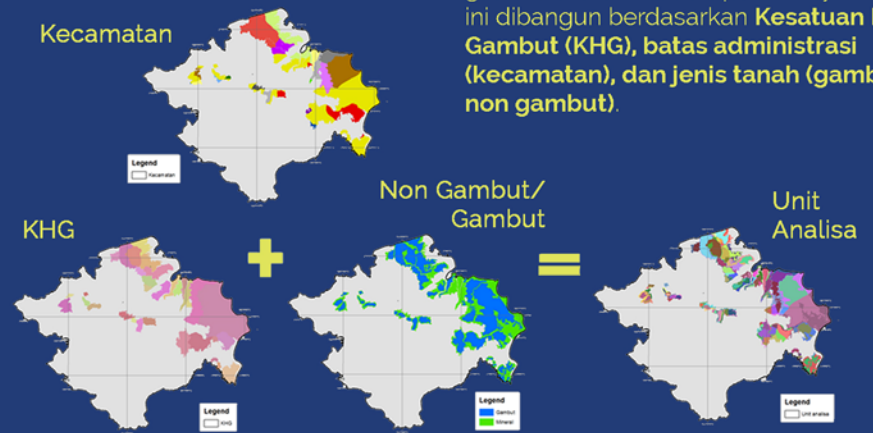 Kecamatan
ini dibangun berdasarkan Kesatuan
Gambut (KHG), batas administrasi
(kecamatan), dan jenis tanah (gamb
non gambut).
Legend
Kecamatan
Non Gambut/
Gambut
Unit
Analisa
KHG
+
=
Legend
KHG
Legend
Gambut
Mineral
Legend
Unit analisa